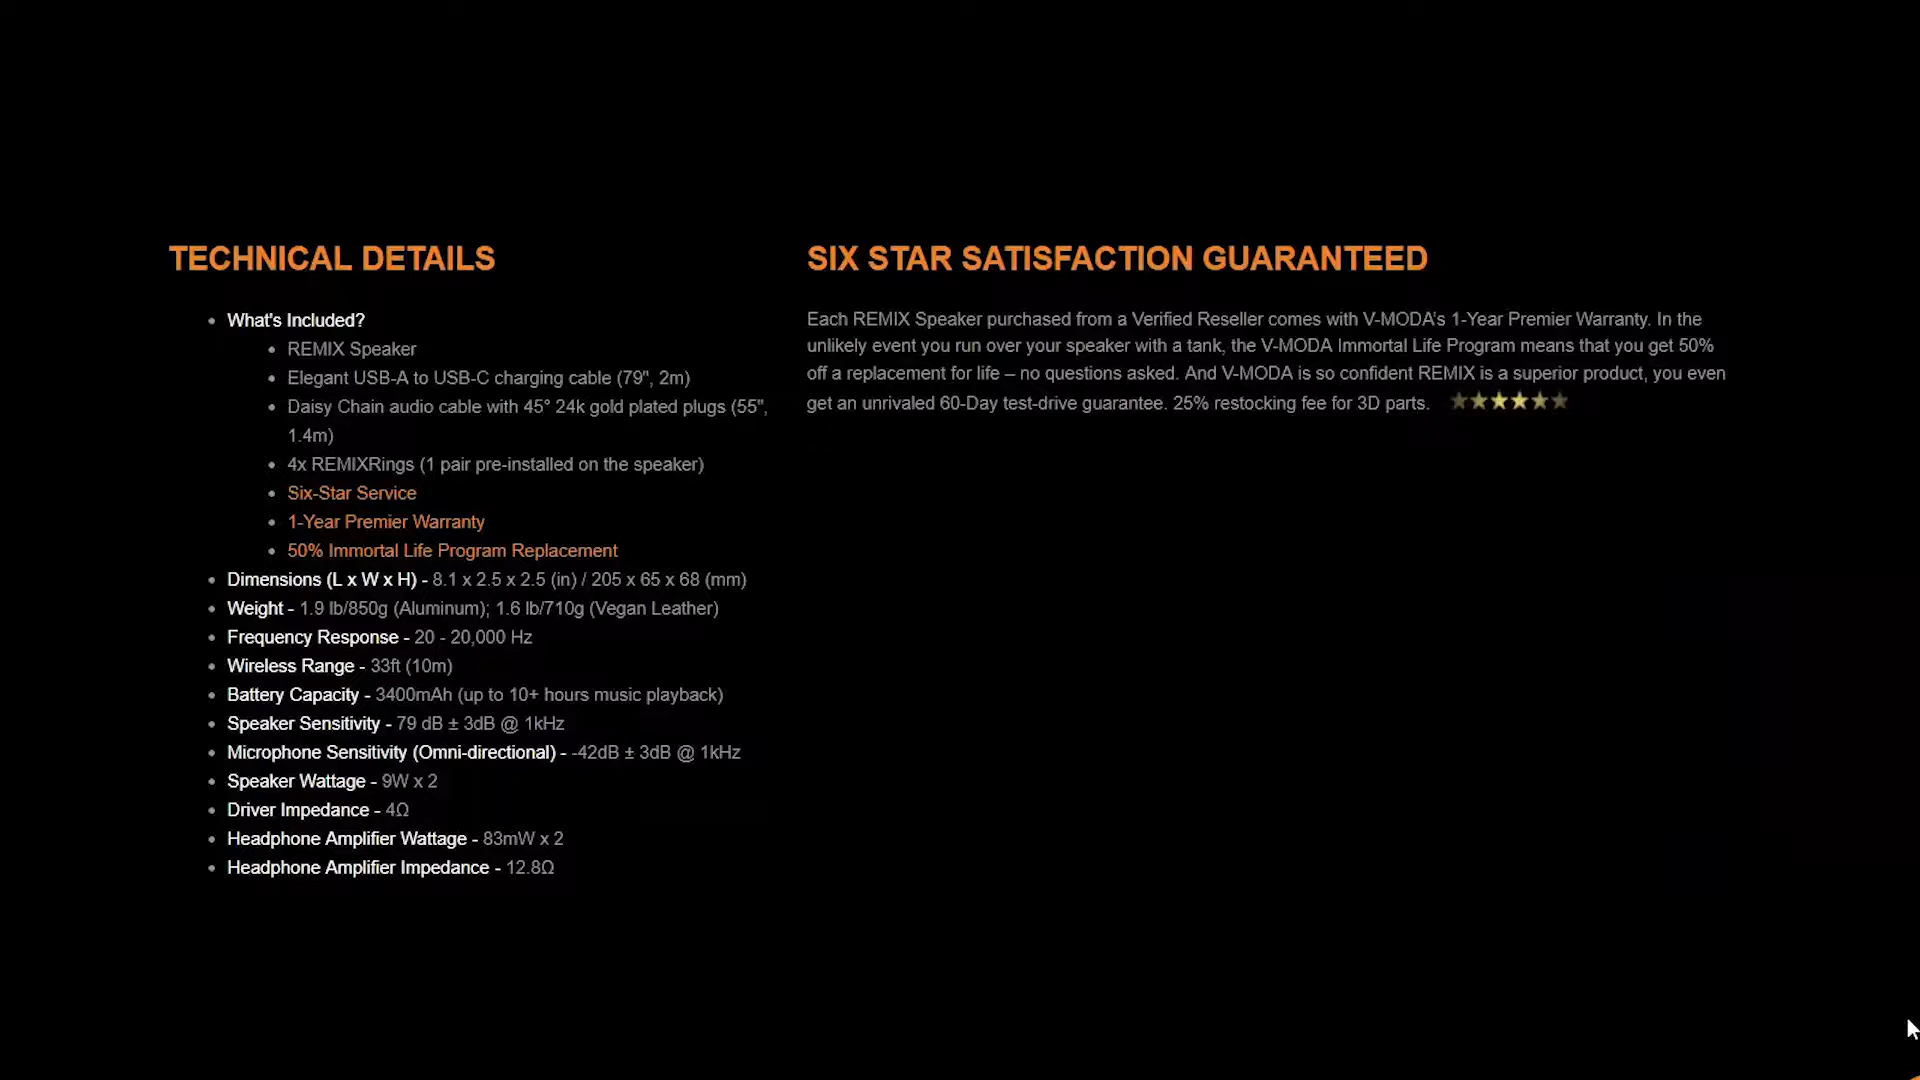 TECHNICAL DETAILS
What's Included?
REMIX Speaker
Elegant USB-A to USB-C charging cable (79", 2m)
Daisy Chain audio cable with 45° 24k gold plated plugs (55",
1.4m)
4x REMIXRings (1 pair pre-installed on the speaker)
Six-Star Service
1-Year Premier Warranty
50% Immortal Life Program Replacement
Dimensions (L x W x H) - 8.1 x 2.5 x 2.5 (in) / 205 x 65 x 68 (mm)
Weight - 1.9 lb/850g (Aluminum); 1.6 lb/710g (Vegan Leather)
Frequency Response - 20 - 20,000 Hz
Wireless Range - 33ft (10m)
Battery Capacity - 3400mAh (up to 10+ hours music playback)
Speaker Sensitivity - 79 dB ± 3dB @ 1kHz
Microphone Sensitivity (Omni-directional) - -42dB ± 3dB @ 1kHz
Speaker Wattage - 9W x 2
Driver Impedance - 4Ω
Headphone Amplifier Wattage - 83mW x 2
Headphone Amplifier Impedance - 12.8Ω
SIX STAR SATISFACTION GUARANTEED
Each REMIX Speaker purchased from a Verified Reseller comes with V-MODA's 1-Year Premier Warranty. In the
unlikely event you run over your speaker with a tank, the V-MODA Immortal Life Program means that you get 50%
off a replacement for life – no questions asked. And V-MODA is so confident REMIX is a superior product, you even
get an unrivaled 60-Day test-drive guarantee. 25% restocking fee for 3D parts.